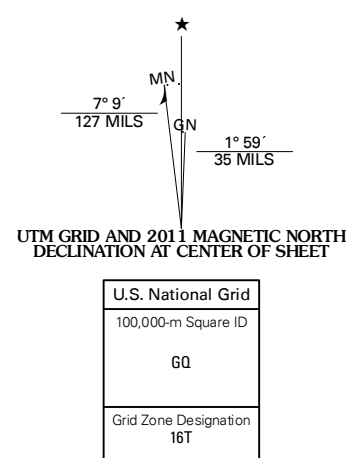 ★
MN
7° 9´
127 MILS
GN
1° 59´
35 MILS
UTM GRID AND 2011 MAGNETIC NORTH
DECLINATION AT CENTER OF SHEET
U.S. National Grid
100,000-m Square ID
GQ
Grid Zone Designation
16T